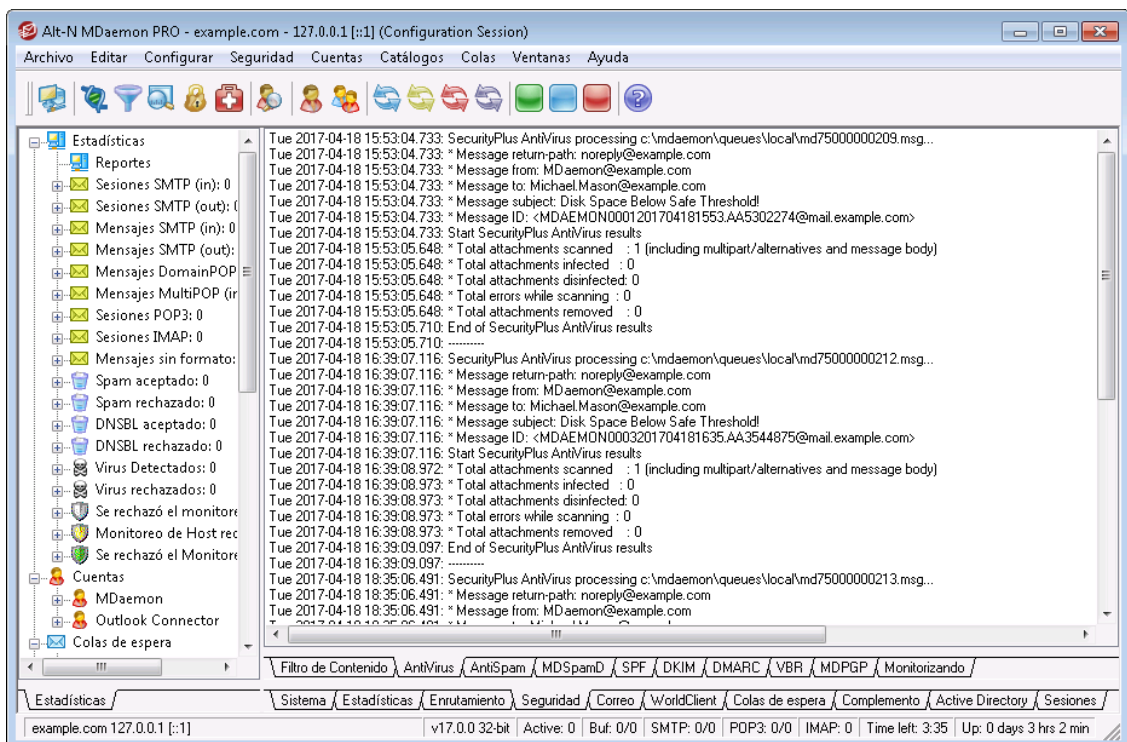 Alt-N MDaemon PRO - example.com - 127.0.0.1 [::1] (Configuration Session)
Archivo Editar Configurar Seguridad Cuentas Catálogos Colas Ventanas Ayuda
Estadísticas
Reportes
Sesiones SMTP (in): 0
Sesiones SMTP (out): (
Mensajes SMTP (in): 0
Mensajes SMTP (out):
Mensajes DomainPOP
Mensajes MultiPOP (in
Sesiones POP3: 0
Sesiones IMAP: 0
Mensajes sin formato:
Spam aceptado: 0
Spam rechazado: 0
DNSBL aceptado: 0
DNSBL rechazado: 0
Virus Detectados: 0
Virus rechazados: 0
Se rechazó el monitore
Monitoreo de Host rec
Se rechazó el Monitore
Cuentas
MDaemon
Outlook Connector
Colas de espera
Estadísticas
Tue 2017-04-18 15:53:04.733: SecurityPlus AntiVirus processing c:\mdaemon\queues\local\md75000000209.msg...
Tue 2017-04-18 15:53:04.733: * Message return-path: noreply@example.com
Tue 2017-04-18 15:53:04.733: * Message from: MDaemon@example.com
Tue 2017-04-18 15:53:04.733: * Message to: Michael.Mason@example.com
Tue 2017-04-18 15:53:04.733: * Message subject: Disk Space Below Safe Threshold!
Tue 2017-04-18 15:53:04.733: * Message ID: <MDAEMON0001201704181553.AA5302274@mail.example.com>
Tue 2017-04-18 15:53:04.733: Start SecurityPlus AntiVirus results
Tue 2017-04-18 15:53:05.648: * Total attachments scanned : 1 (including multipart/alternatives and message body)
Tue 2017-04-18 15:53:05.648: * Total attachments infected : 0
Tue 2017-04-18 15:53:05.648: * Total attachments disinfected: 0
Tue 2017-04-18 15:53:05.648: * Total errors while scanning : 0
Tue 2017-04-18 15:53:05.648: * Total attachments removed : 0
Tue 2017-04-18 15:53:05.710: End of SecurityPlus AntiVirus results
Tue 2017-04-18 15:53:05.710: ----------
Tue 2017-04-18 16:39:07.116: SecurityPlus AntiVirus processing c:\mdaemon\queues\local\md75000000212.msg...
Tue 2017-04-18 16:39:07.116: * Message return-path: noreply@example.com
Tue 2017-04-18 16:39:07.116: * Message from: MDaemon@example.com
Tue 2017-04-18 16:39:07.116: * Message to: Michael.Mason@example.com
Tue 2017-04-18 16:39:07.116: * Message subject: Disk Space Below Safe Threshold!
Tue 2017-04-18 16:39:07.116: * Message ID: <MDAEMON0003201704181635.AA3544875@mail.example.com>
Tue 2017-04-18 16:39:07.116: Start SecurityPlus AntiVirus results
Tue 2017-04-18 16:39:08.972: * Total attachments scanned : 1 (including multipart/alternatives and message body)
Tue 2017-04-18 16:39:08.973: * Total attachments infected : 0
Tue 2017-04-18 16:39:08.973: * Total attachments disinfected: 0
Tue 2017-04-18 16:39:08.973: * Total errors while scanning : 0
Tue 2017-04-18 16:39:08.973: * Total attachments removed : 0
Tue 2017-04-18 16:39:09.097: End of SecurityPlus AntiVirus results
Tue 2017-04-18 16:39:09.097: ----------
Tue 2017-04-18 18:35:06.491: SecurityPlus AntiVirus processing c:\mdaemon\queues\local\md75000000213.msg...
Tue 2017-04-18 18:35:06.491: * Message return-path: noreply@example.com
Tue 2017-04-18 18:35:06.491: * Message from: MDaemon@example.com
Filtro de Contenido AntiVirus AntiSpam MDSpamD SPF DKIM DMARC VBR MDPGP Monitorizando
Sistema Estadísticas Enrutamiento Seguridad Correo WorldClient Colas de espera Complemento Active Directory Sesiones
example.com 127.0.0.1 [::1] v17.0.0 32-bit Active: 0 Buf: 0/0 SMTP: 0/0 POP3: 0/0 IMAP: 0 Time left: 3:35 Up: 0 days 3 hrs 2 min